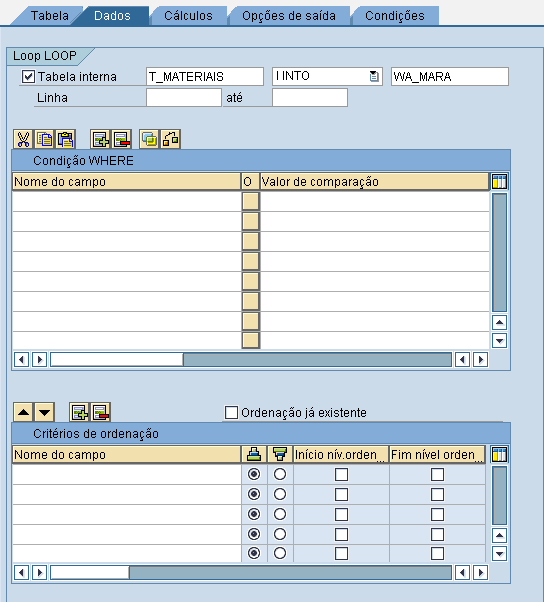 Tabela Dados Cálculos Opções de saída Condições
Loop LOOP
Tabela interna T_MATERIAIS I INTO WA_MARA
Linha até
Condição WHERE
Nome do campo O Valor de comparação
Ordenação já existente
Critérios de ordenação
Nome do campo Início nív.orden... Fim nível orden...